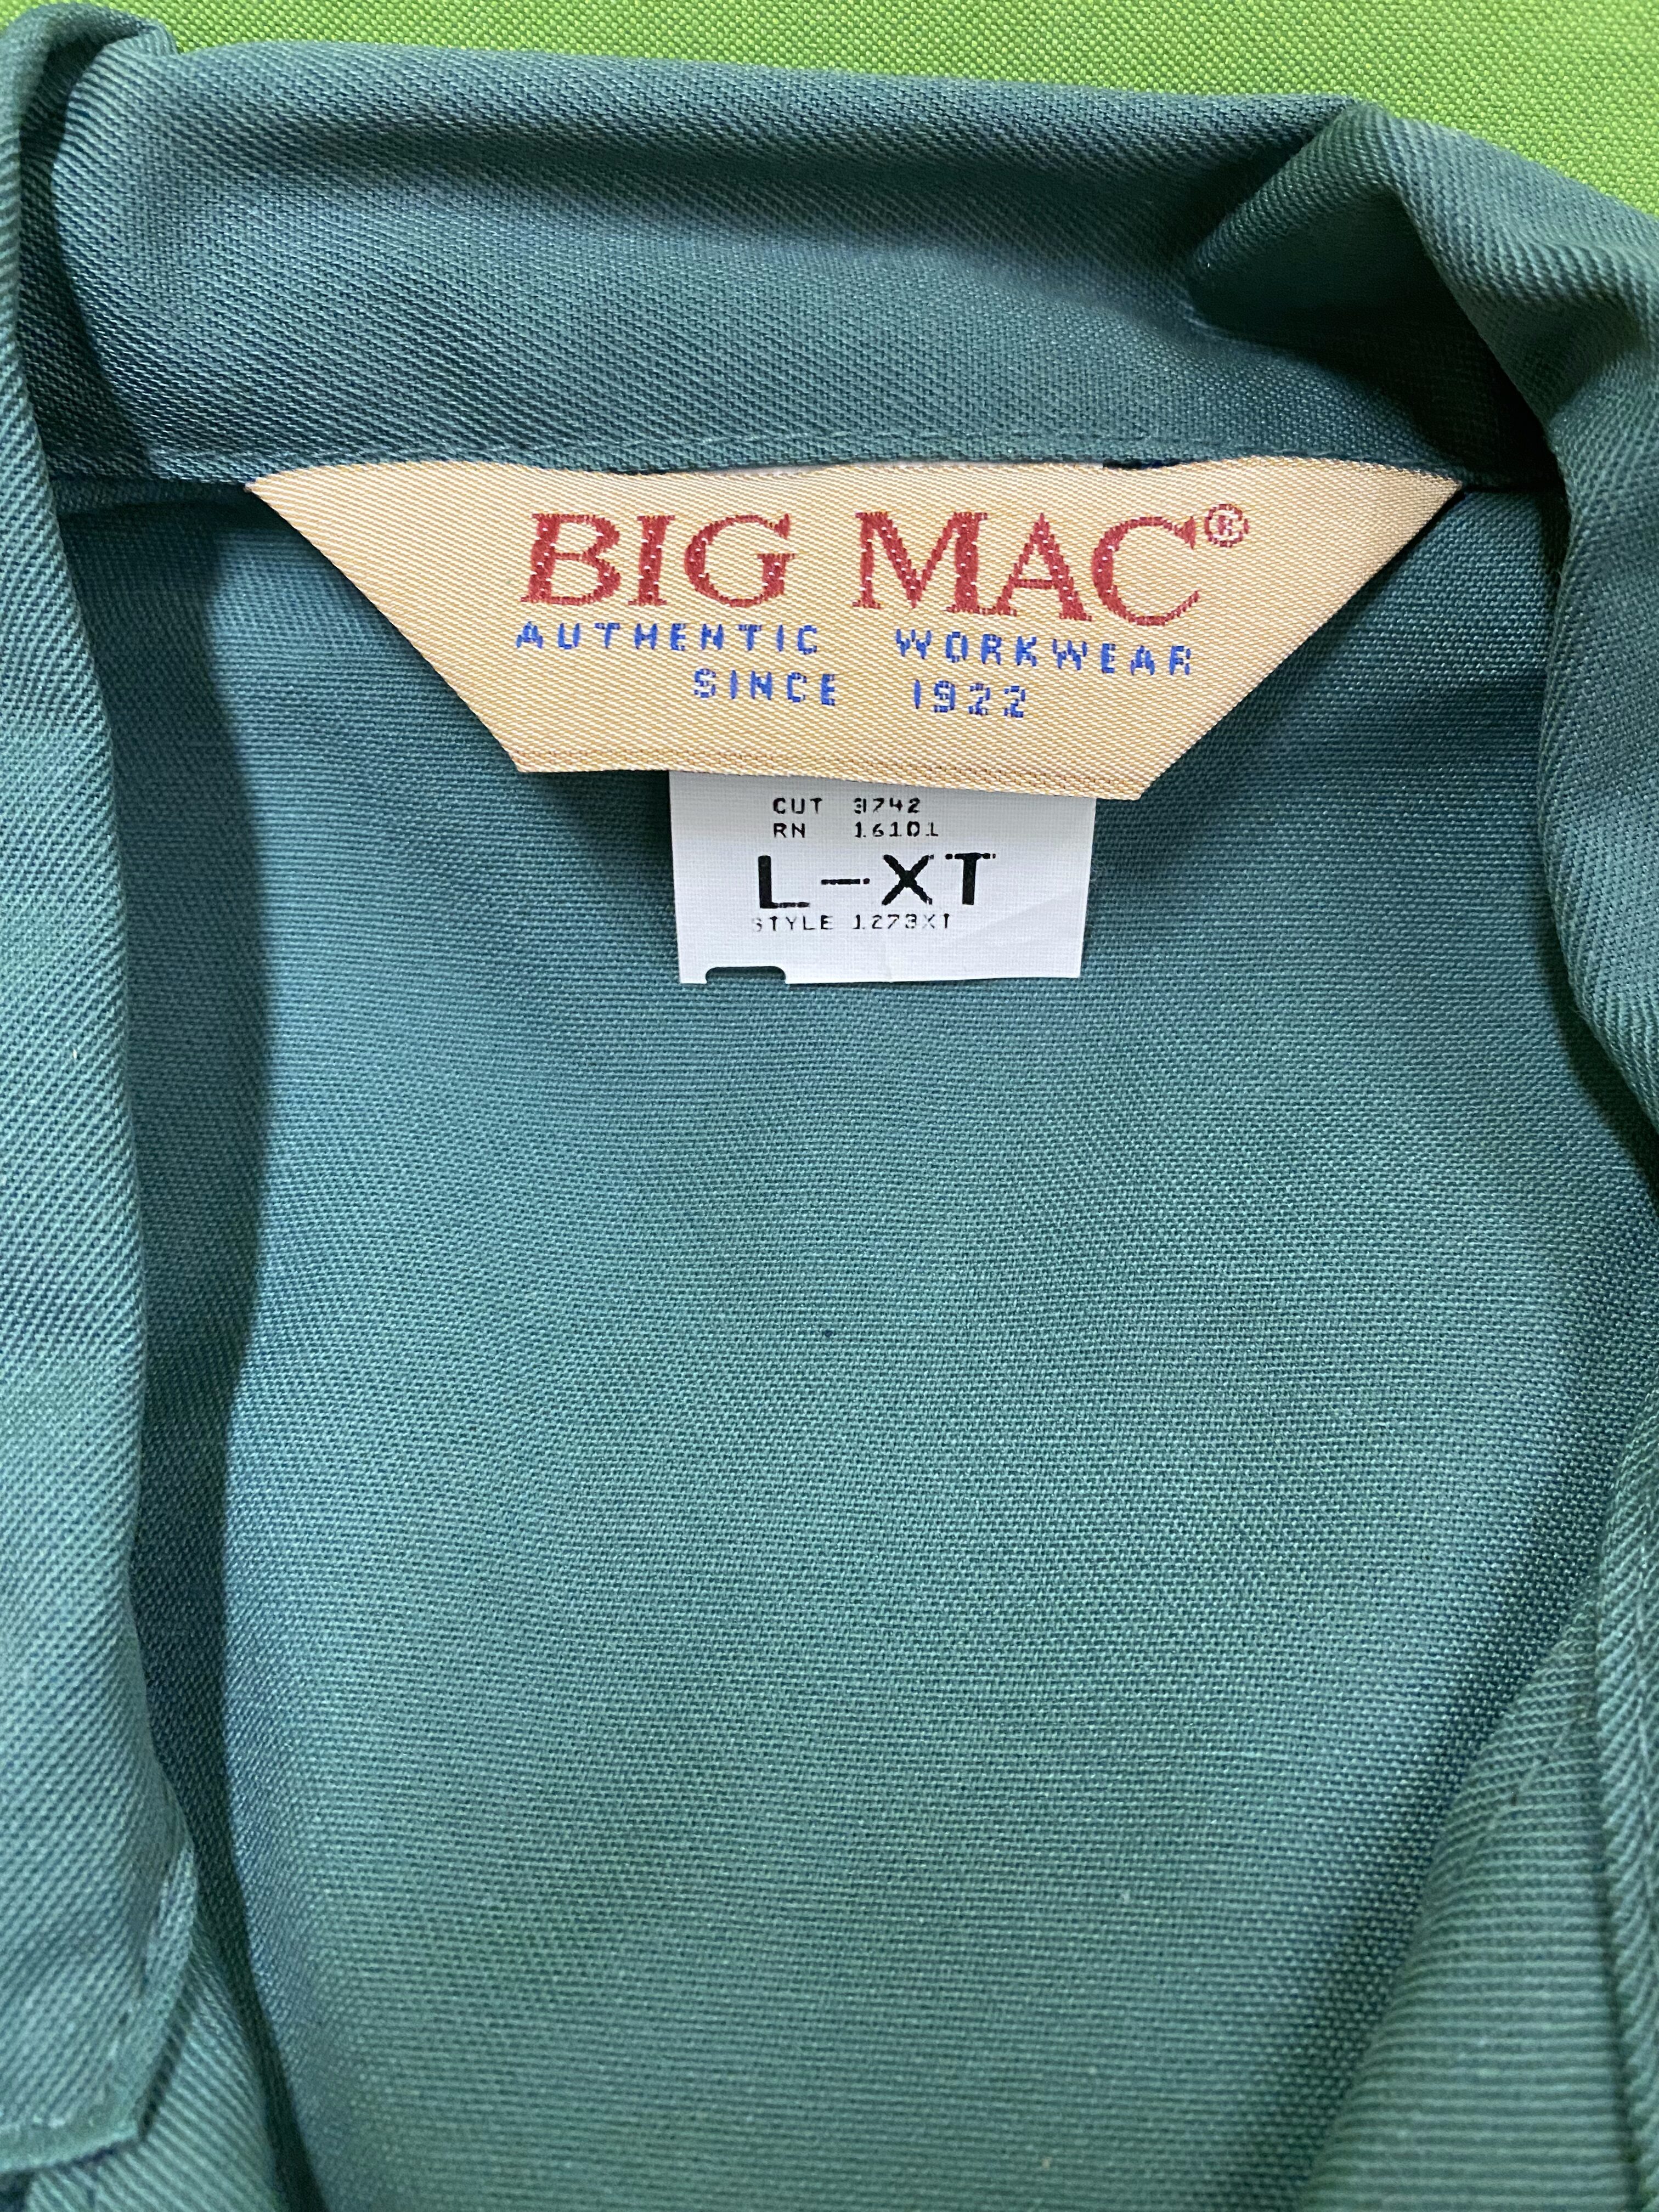 BIG MAC®
AUTHENTIC WORKWEAR
SINCE 1922
CUT 3742
RN 16101
L-XT
STYLE 1273XT